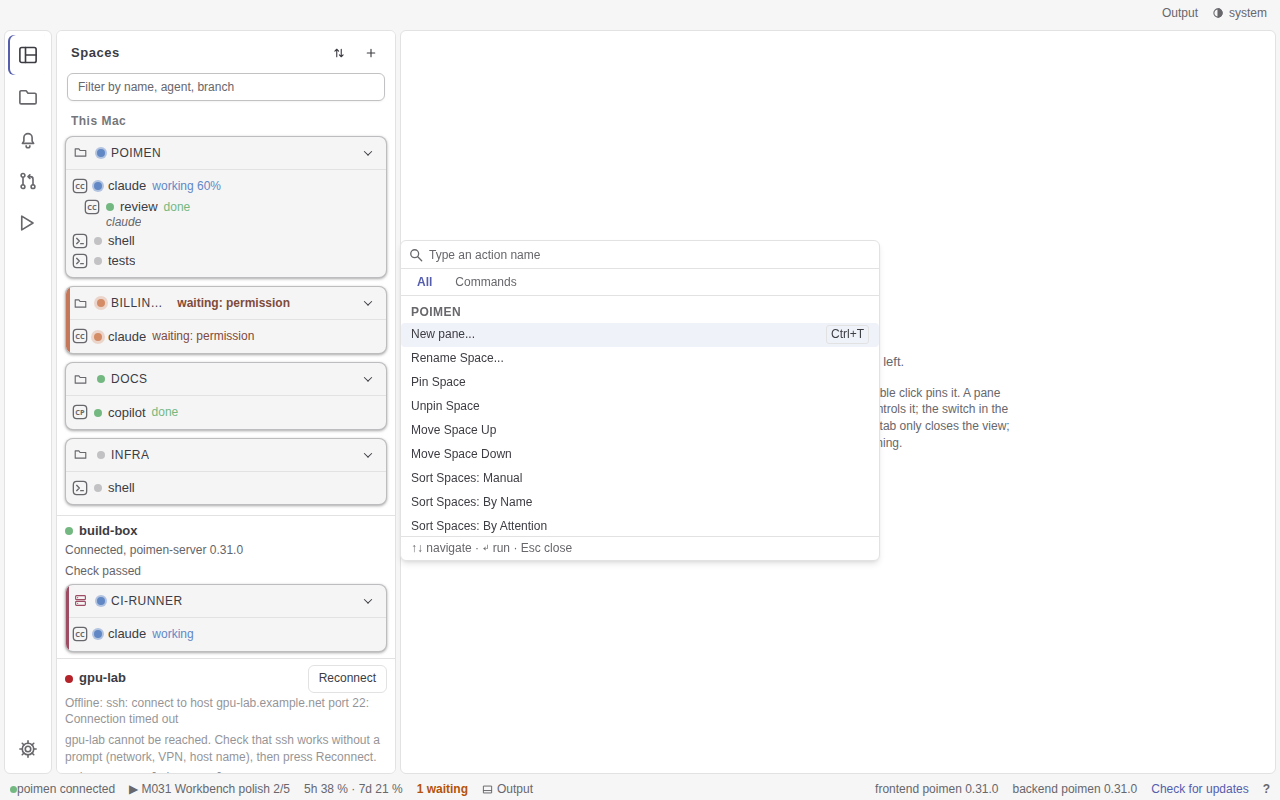 Output system
Spaces
Filter by name, agent, branch
This Mac
POIMEN
CC claude working 60%
CC review done
claude
shell
tests
BILLIN… waiting: permission
CC claude waiting: permission
DOCS
CP copilot done
INFRA
shell
build-box
Connected, poimen-server 0.31.0
Check passed
CI-RUNNER
CC claude working
gpu-lab
Reconnect
Offline: ssh: connect to host gpu-lab.example.net port 22:
Connection timed out
gpu-lab cannot be reached. Check that ssh works without a
prompt (network, VPN, host name), then press Reconnect.
Type an action name
All Commands
POIMEN
New pane... Ctrl+T
Rename Space...
Pin Space
Unpin Space
Move Space Up
Move Space Down
Sort Spaces: Manual
Sort Spaces: By Name
Sort Spaces: By Attention
↑↓ navigate · ⏎ run · Esc close
left.
click pins it. A pane
it; the switch in the
tab only closes the view;
poimen connected ▶ M031 Workbench polish 2/5 5h 38 % · 7d 21 % 1 waiting Output
frontend poimen 0.31.0 backend poimen 0.31.0 Check for updates ?